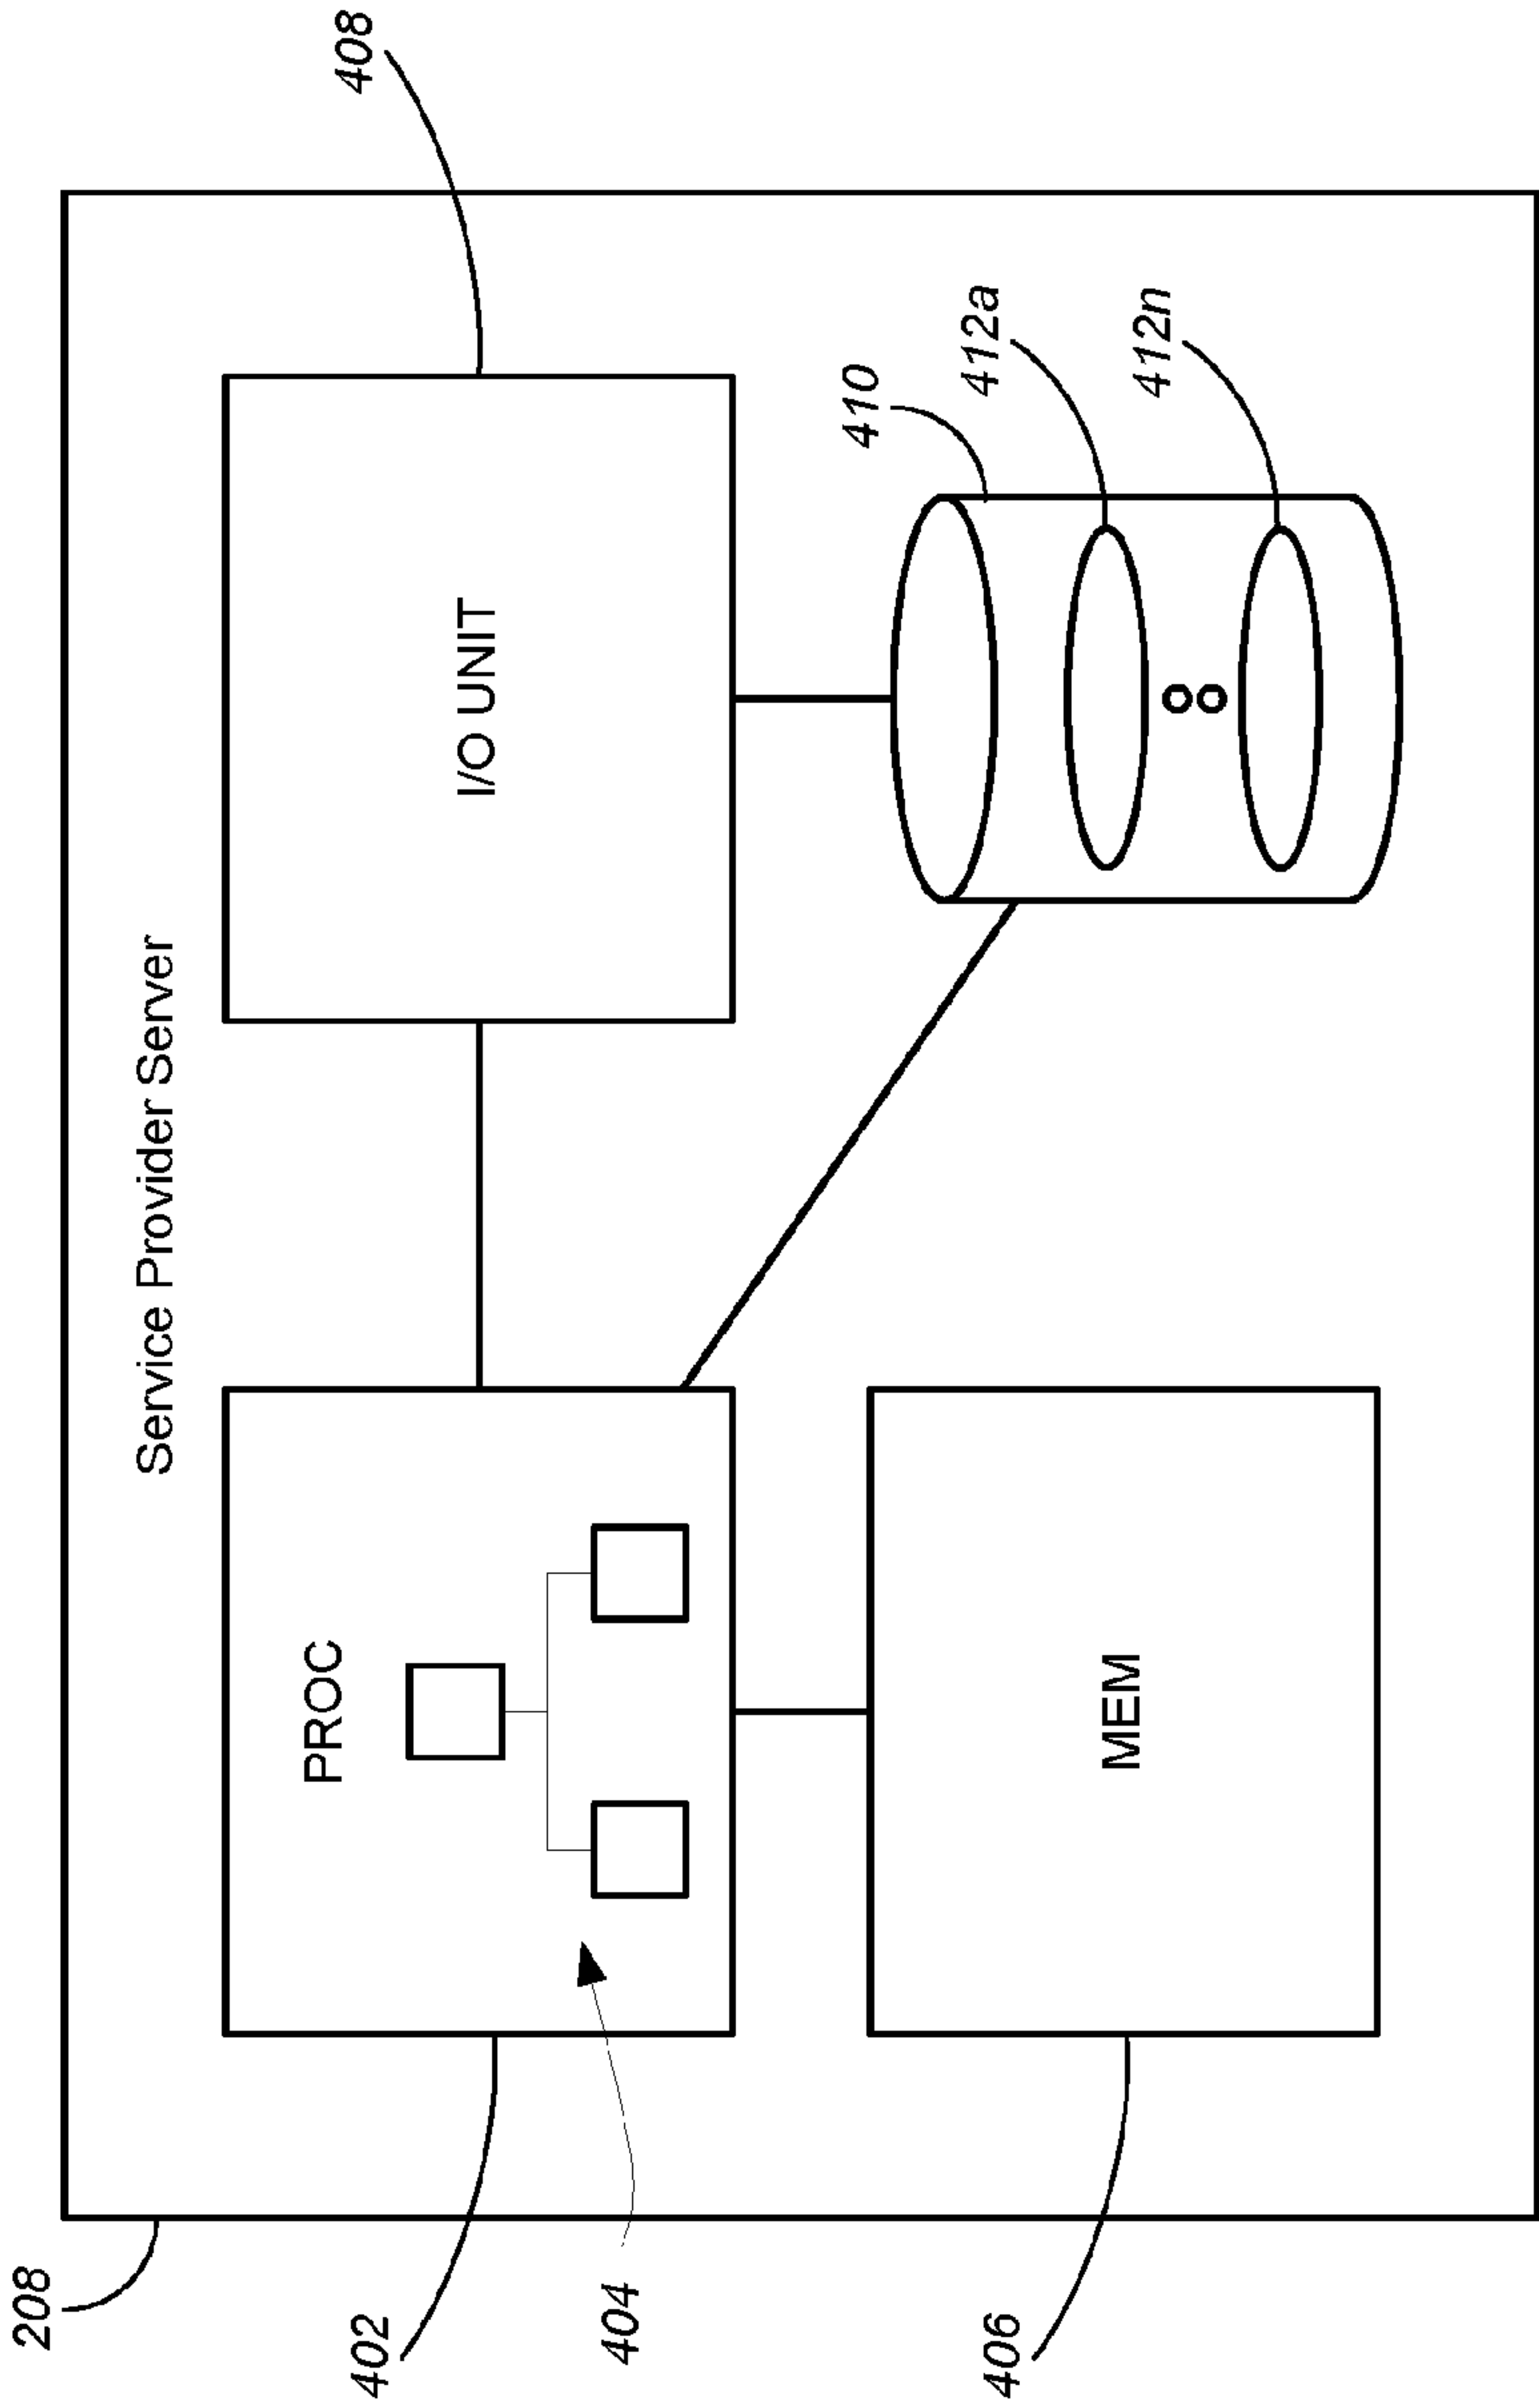 208
Service Provider Server
402
PROC
404
I/O UNIT
408
406
MEM
410
412a
412n